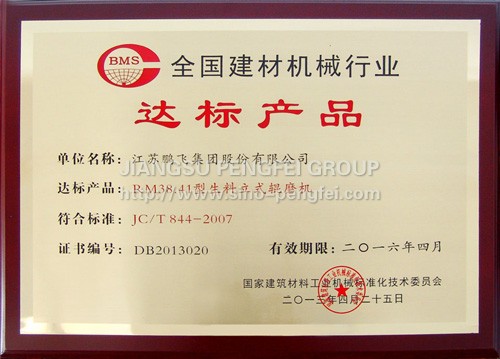 BMS
全国建材机械行业
达标产品
单位名称：江苏鹏飞集团股份有限公司
JIANGSU PENGFEI GROUP
达标产品：RM38/41型生料立式辊磨机
http://www.sino-pengfei.com
符合标准：JC/T 844-2007
证书编号：DB2013020 有效期限：二〇一六年四月
国家建筑材料工业机械标准化技术委员会
二〇一三年四月二十五日